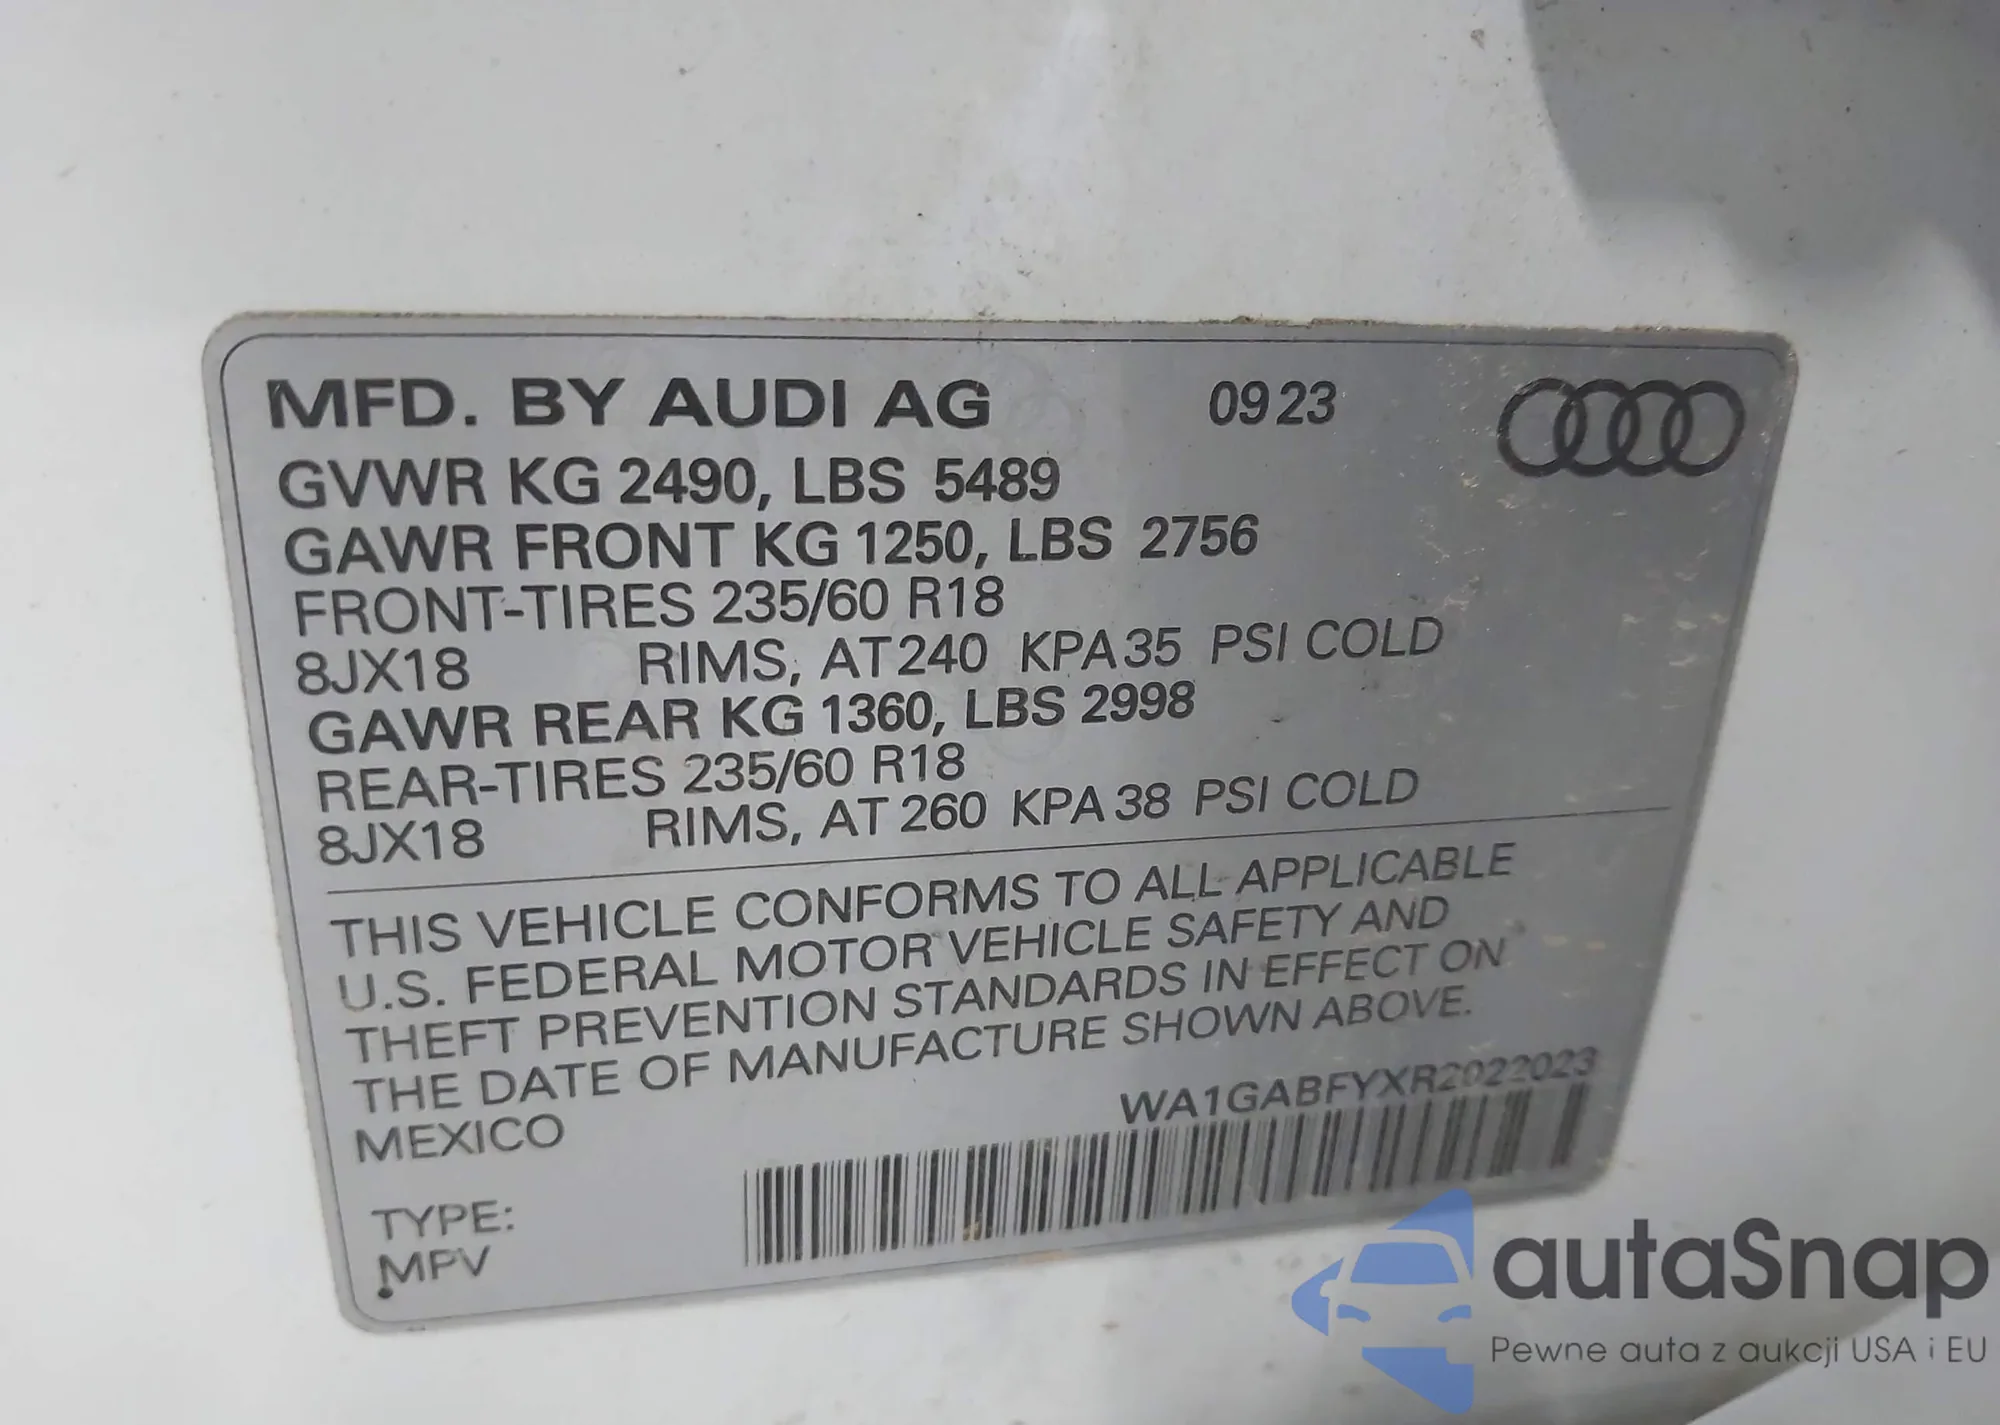 MFD. BY AUDI AG 09 23
GVWR KG 2490, LBS 5489
GAWR FRONT KG 1250, LBS 2756
FRONT-TIRES 235/60 R18
8JX18 RIMS, AT 240 KPA 35 PSI COLD
GAWR REAR KG 1360, LBS 2998
REAR-TIRES 235/60 R18
8JX18 RIMS, AT 260 KPA 38 PSI COLD
THIS VEHICLE CONFORMS TO ALL APPLICABLE
U.S. FEDERAL MOTOR VEHICLE SAFETY AND
THEFT PREVENTION STANDARDS IN EFFECT ON
THE DATE OF MANUFACTURE SHOWN ABOVE.
MEXICO
WA1GABFYXR2022023
TYPE:
MPV
autaSnap
Pewne auta z aukcji USA i EU